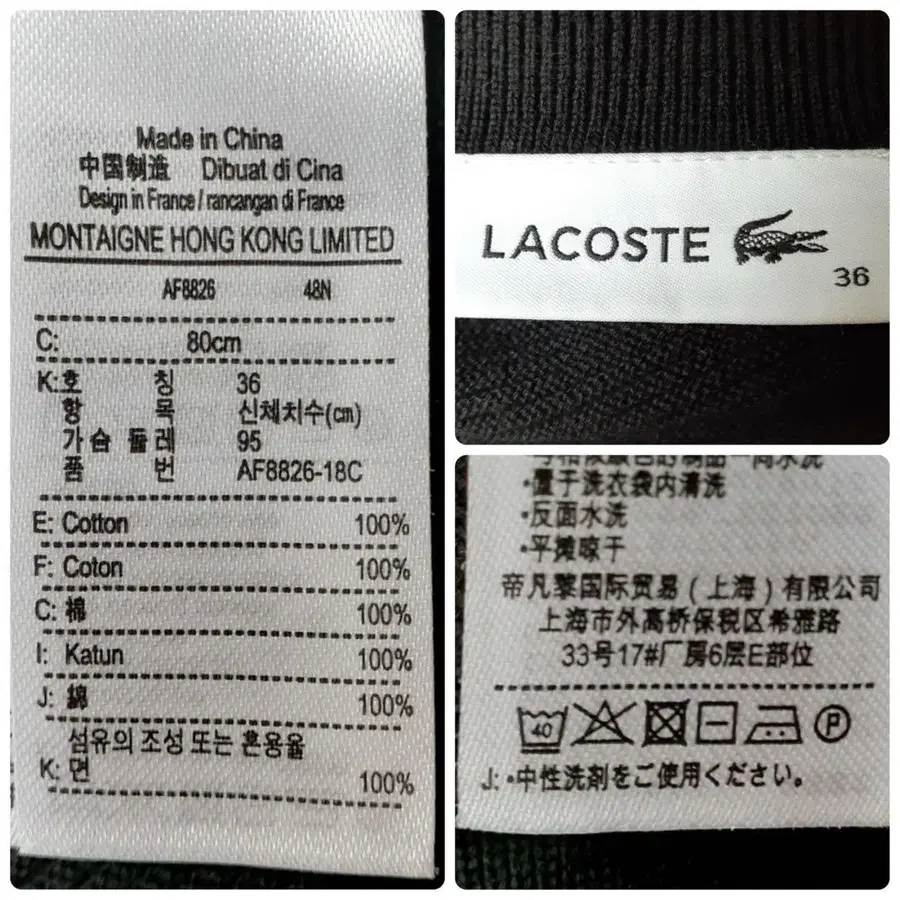 Made in China
中国制造 Dibuat di Cina
Design in France / rancangan di France
MONTAIGNE HONG KONG LIMITED
AF8826 48N
C: 80cm
K:호 칭 36
항 목 신체치수(㎝)
가슴 둘레 95
품 번 AF8826-18C
E: Cotton 100%
F: Coton 100%
C: 棉 100%
I: Katun 100%
J: 綿 100%
섬유의 조성 또는 혼용율
K: 면 100%
LACOSTE
36
•置于洗衣袋内清洗
•反面水洗
•平摊晾干
帝凡黎国际贸易（上海）有限公司
上海市外高桥保税区希雅路
33号17#厂房6层E部位
40 P
J: •中性洗剤をご使用ください。